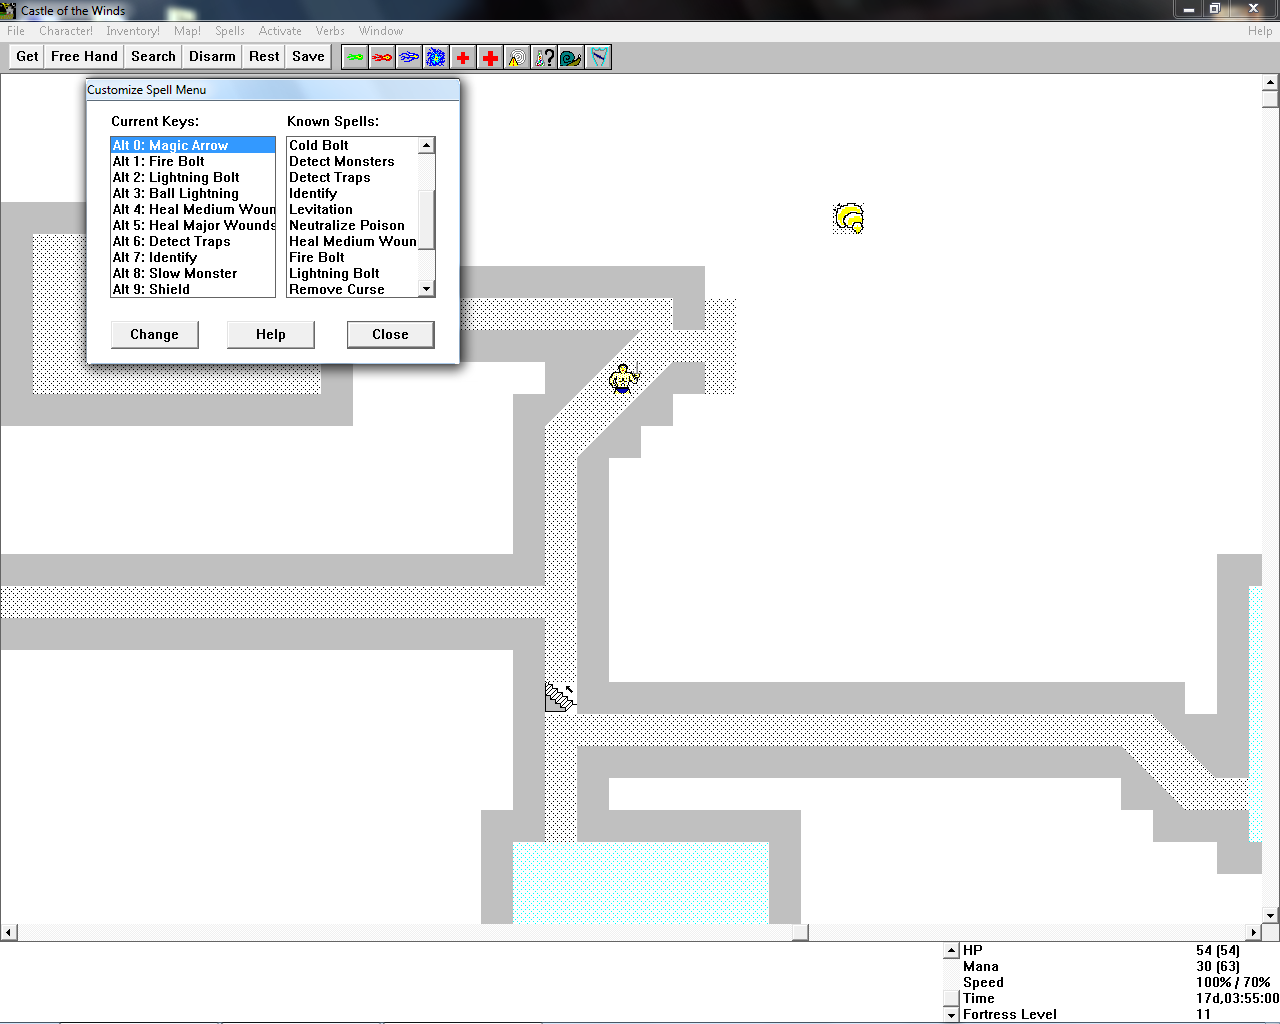 Castle of the Winds
File Character! Inventory! Map! Spells Activate Verbs Window Help
Get Free Hand Search Disarm Rest Save
?
Customize Spell Menu
Current Keys:
Alt 0: Magic Arrow
Alt 1: Fire Bolt
Alt 2: Lightning Bolt
Alt 3: Ball Lightning
Alt 4: Heal Medium Woun
Alt 5: Heal Major Wounds
Alt 6: Detect Traps
Alt 7: Identify
Alt 8: Slow Monster
Alt 9: Shield
Known Spells:
Cold Bolt
Detect Monsters
Detect Traps
Identify
Levitation
Neutralize Poison
Heal Medium Woun
Fire Bolt
Lightning Bolt
Remove Curse
Change Help Close
HP 54 (54)
Mana 30 (63)
Speed 100% / 70%
Time 17d,03:55:00
Fortress Level 11